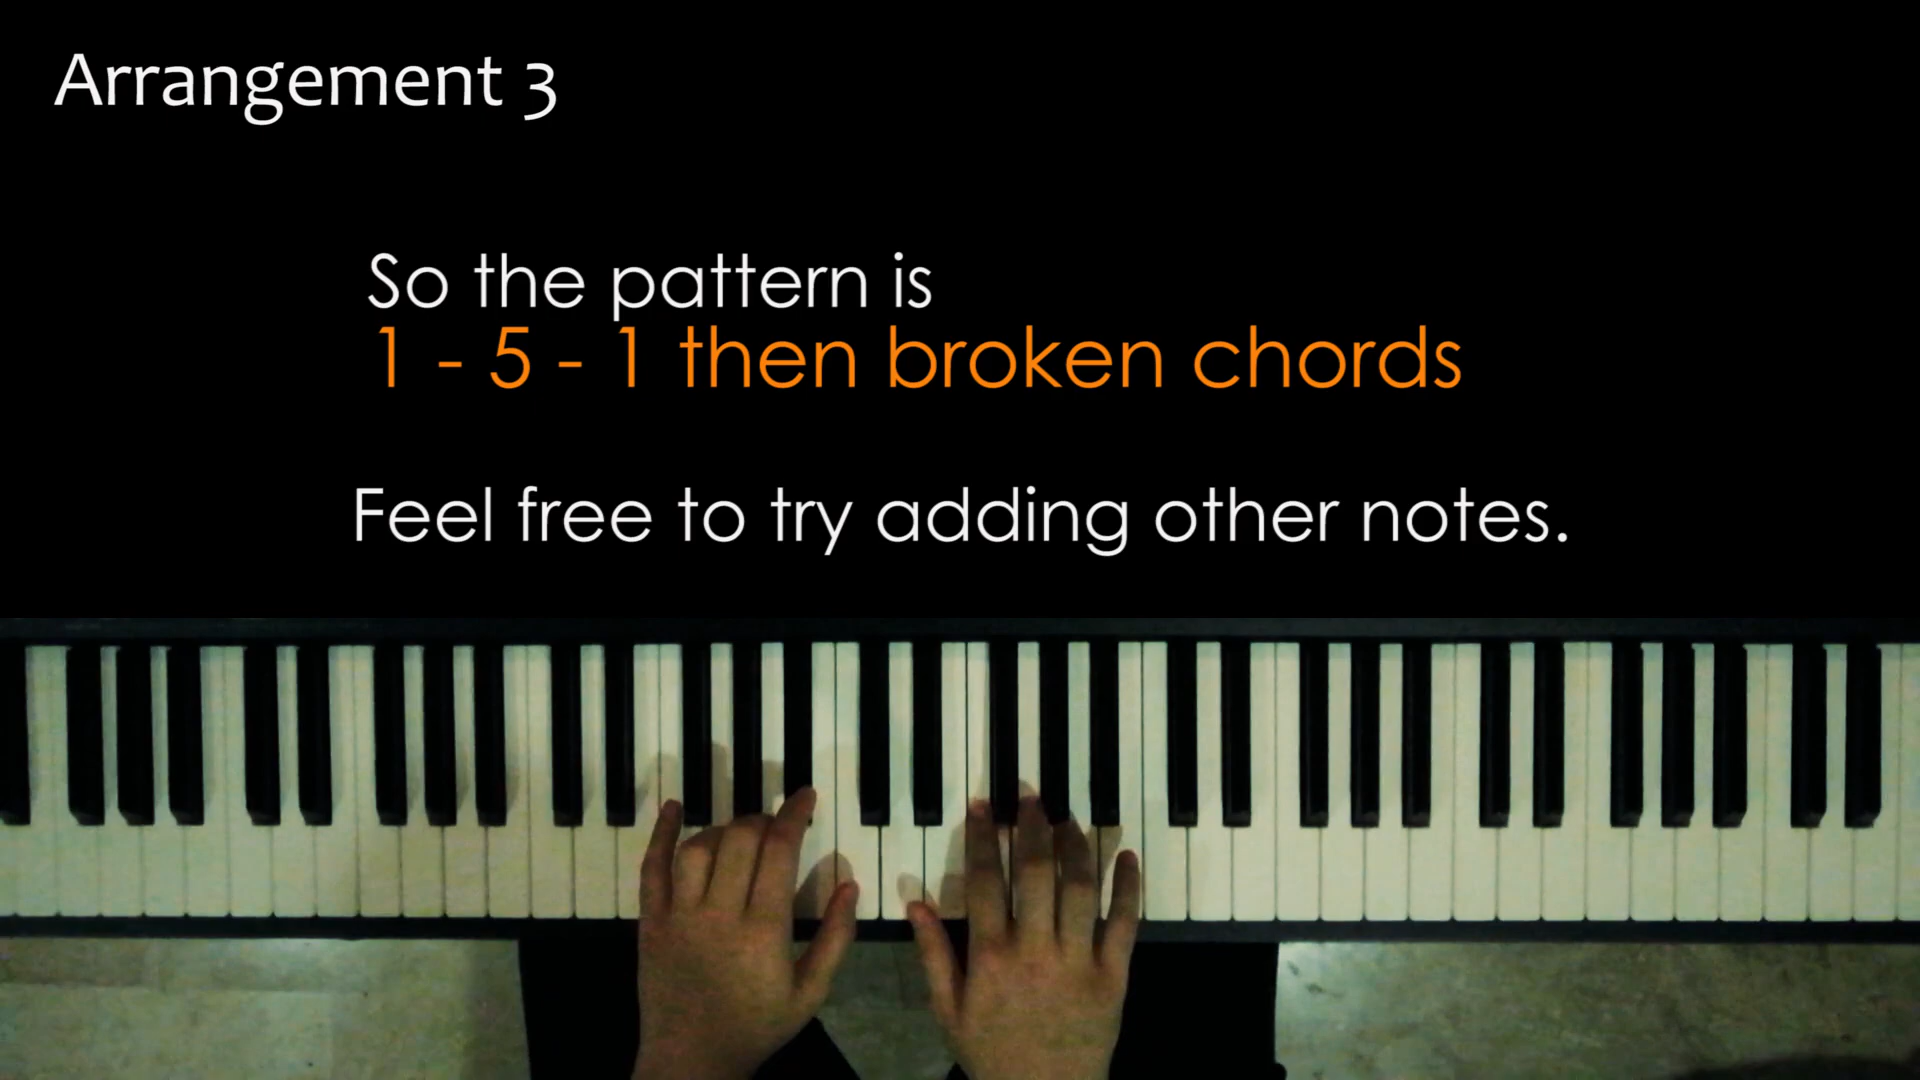 Arrangement 3
So the pattern is
1 - 5 - 1 then broken chords
Feel free to try adding other notes.